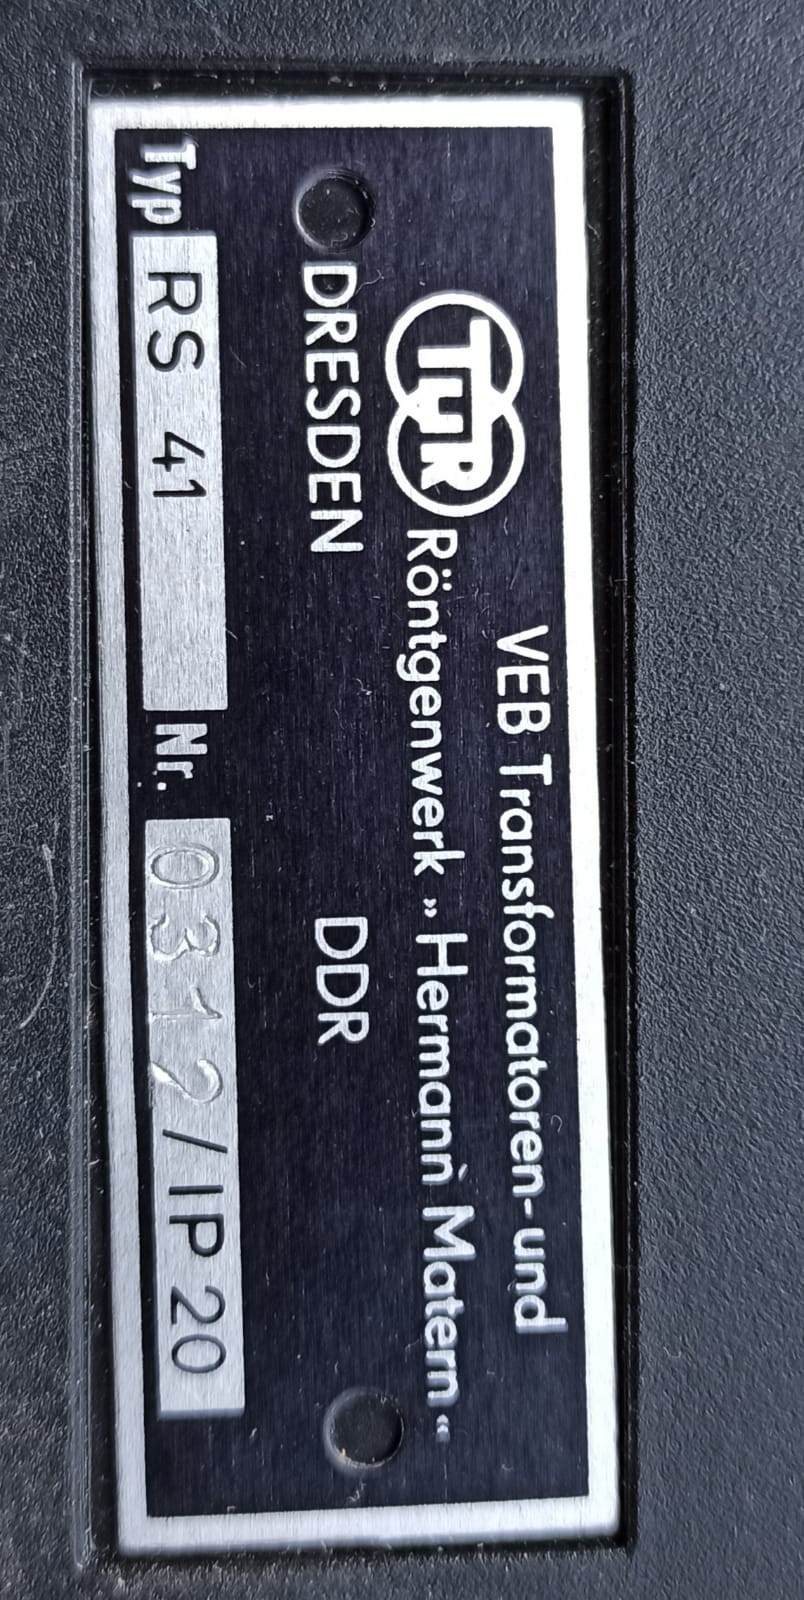 VEB Transformatoren-und
TuR Röntgenwerk „Hermann Matern“
DRESDEN DDR
Typ RS 41 Nr. 0312/IP 20